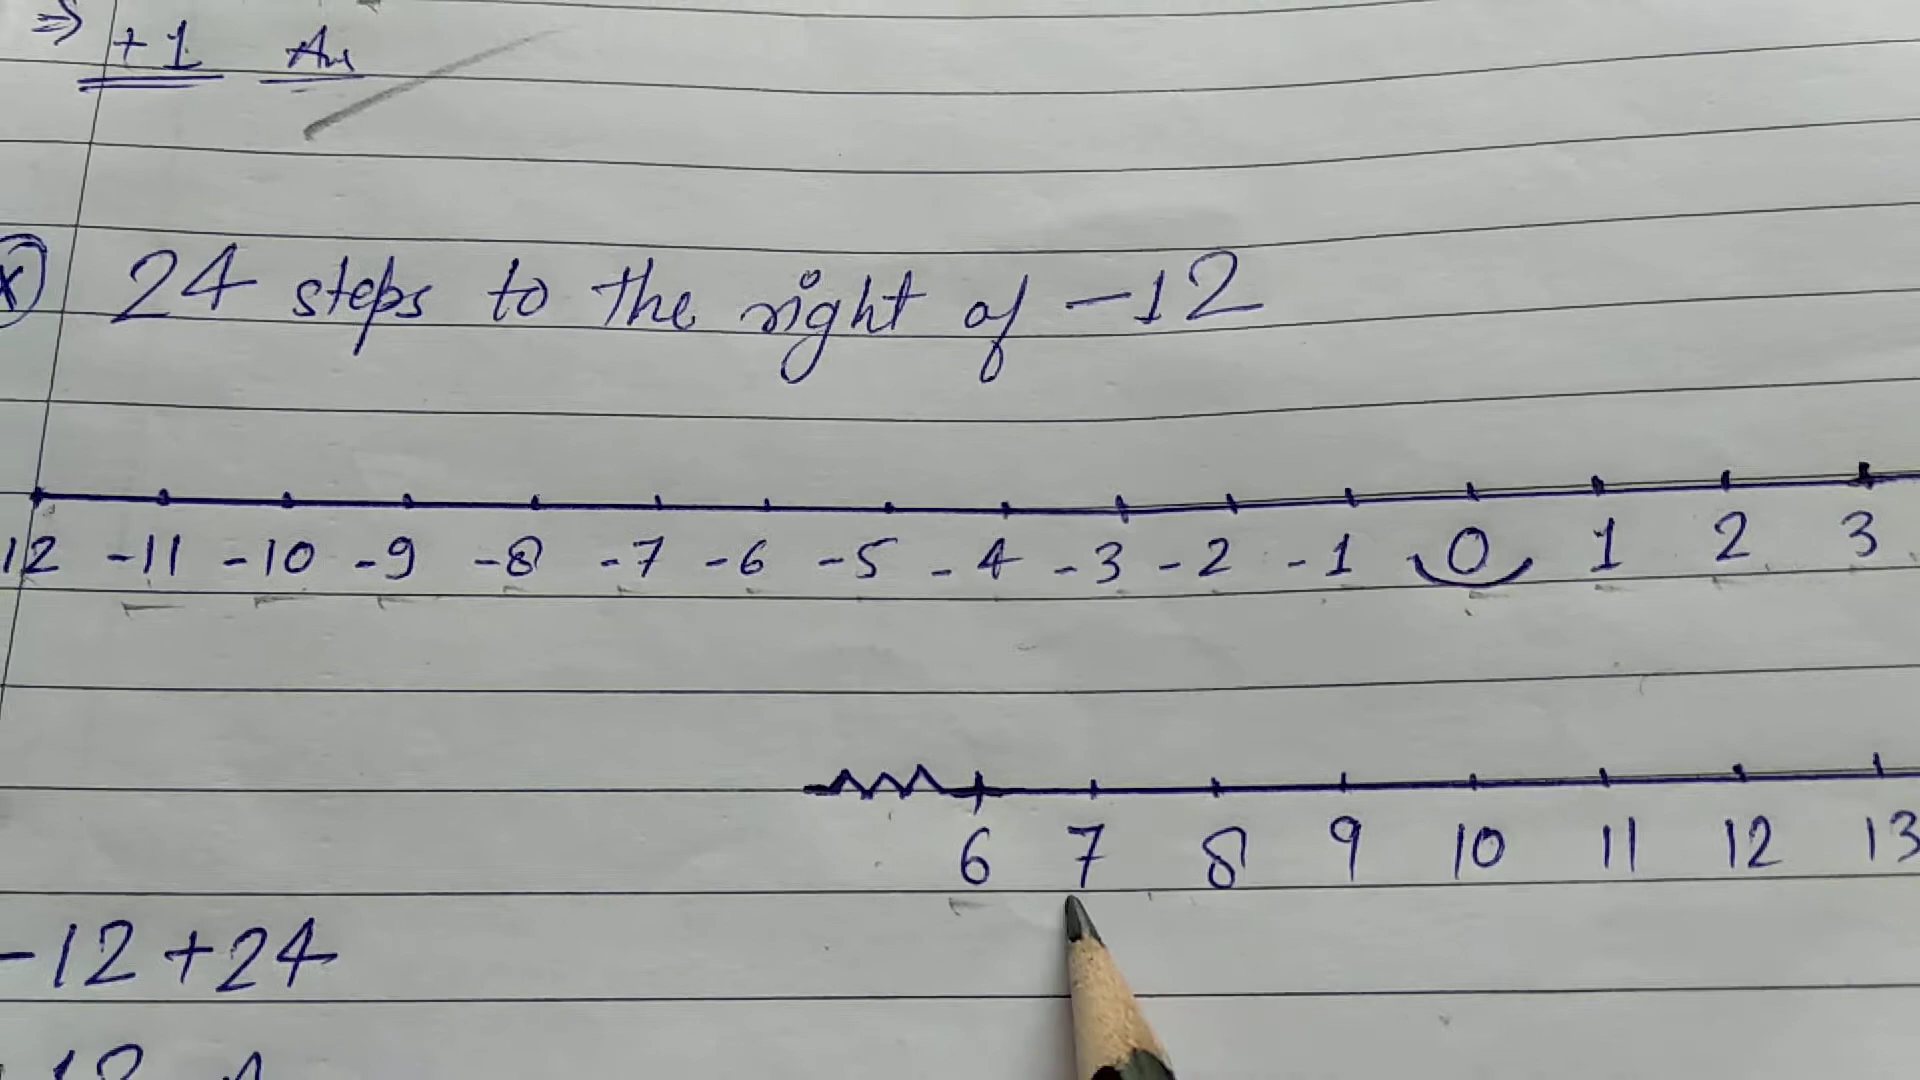 ⇒ +1 Ans
x) 24 steps to the right of -12
12 -11 -10 -9 -8 -7 -6 -5 -4 -3 -2 -1 0 1 2 3
6 7 8 9 10 11 12 13
-12+24